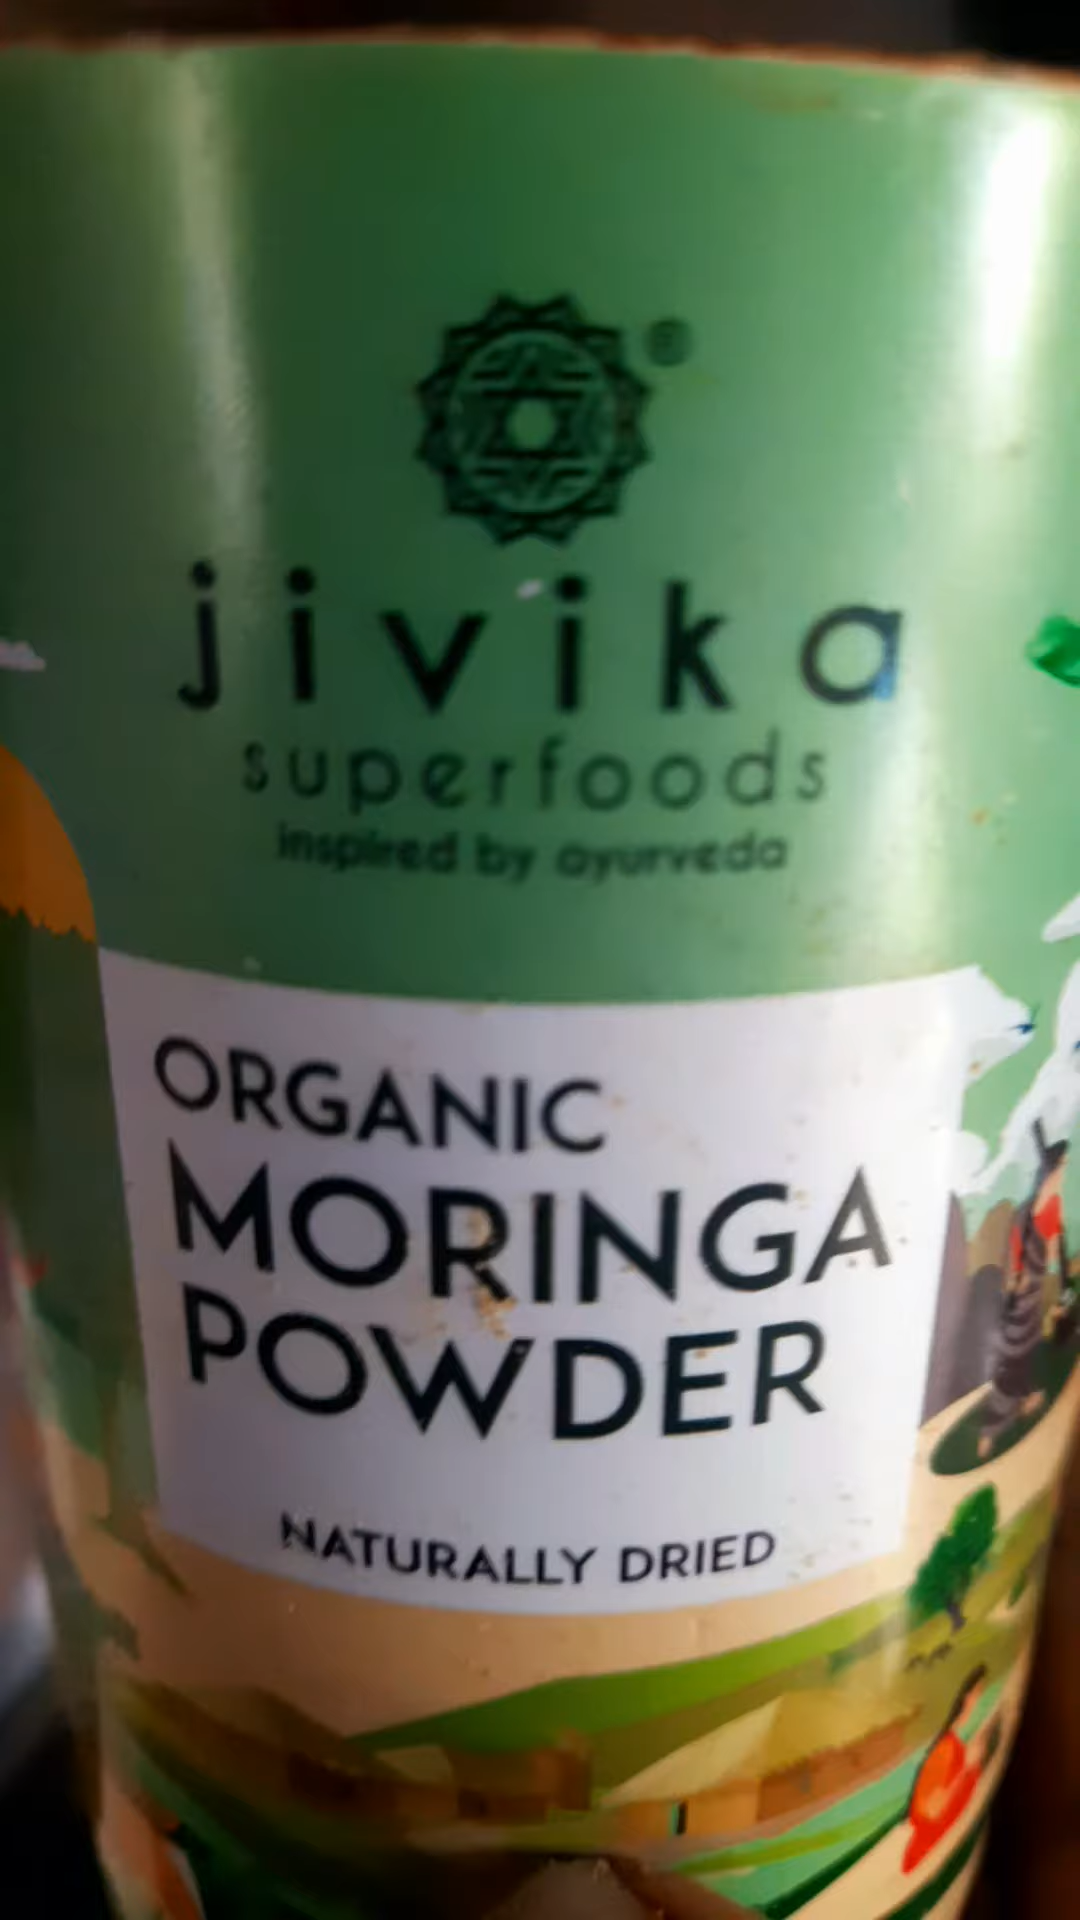 jivika
superfoods
inspired by ayurveda
ORGANIC
MORINGA
POWDER
NATURALLY DRIED